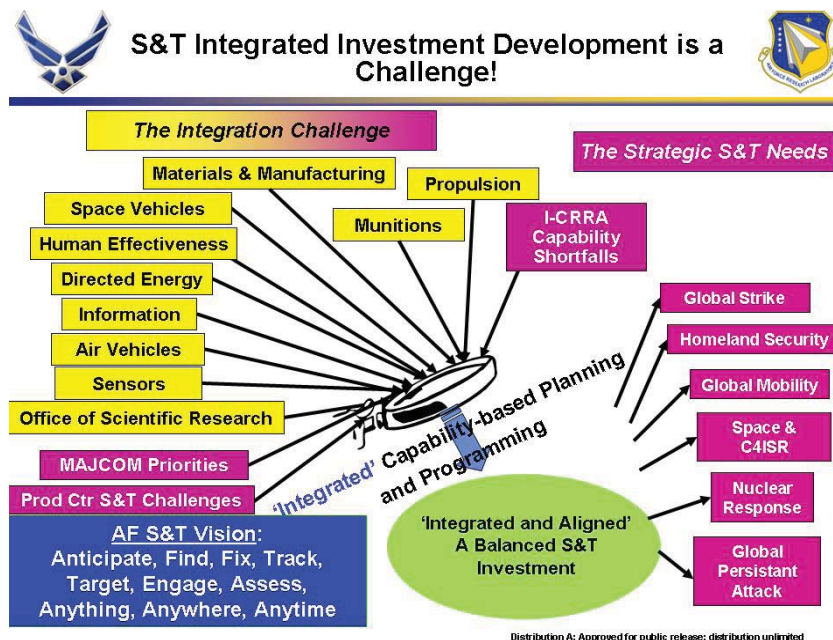 S&T Integrated Investment Development is a
Challenge!
AIR FORCE RESEARCH LABORATORY
The Integration Challenge
The Strategic S&T Needs
Materials & Manufacturing
Propulsion
Space Vehicles
Munitions
I-CRRA
Capability
Shortfalls
Human Effectiveness
Directed Energy
Information
Air Vehicles
Sensors
Office of Scientific Research
MAJCOM Priorities
Prod Ctr S&T Challenges
Global Strike
Homeland Security
Global Mobility
Space &
C4ISR
Nuclear
Response
Global
Persistant
Attack
'Integrated' Capability-based Planning
and Programming
'Integrated and Aligned'
A Balanced S&T
Investment
AF S&T Vision:
Anticipate, Find, Fix, Track,
Target, Engage, Assess,
Anything, Anywhere, Anytime
Distribution A: Approved for public release; distribution unlimited